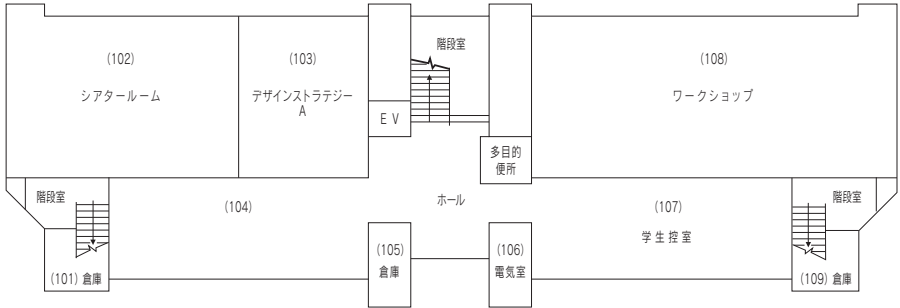 (102)
シアタールーム
(103)
デザインストラテジー
A
階段室
EV
(108)
ワークショップ
多目的
便所
階段室
(104)
ホール
(107)
学生控室
階段室
(101) 倉庫
(105)
倉庫
(106)
電気室
(109) 倉庫